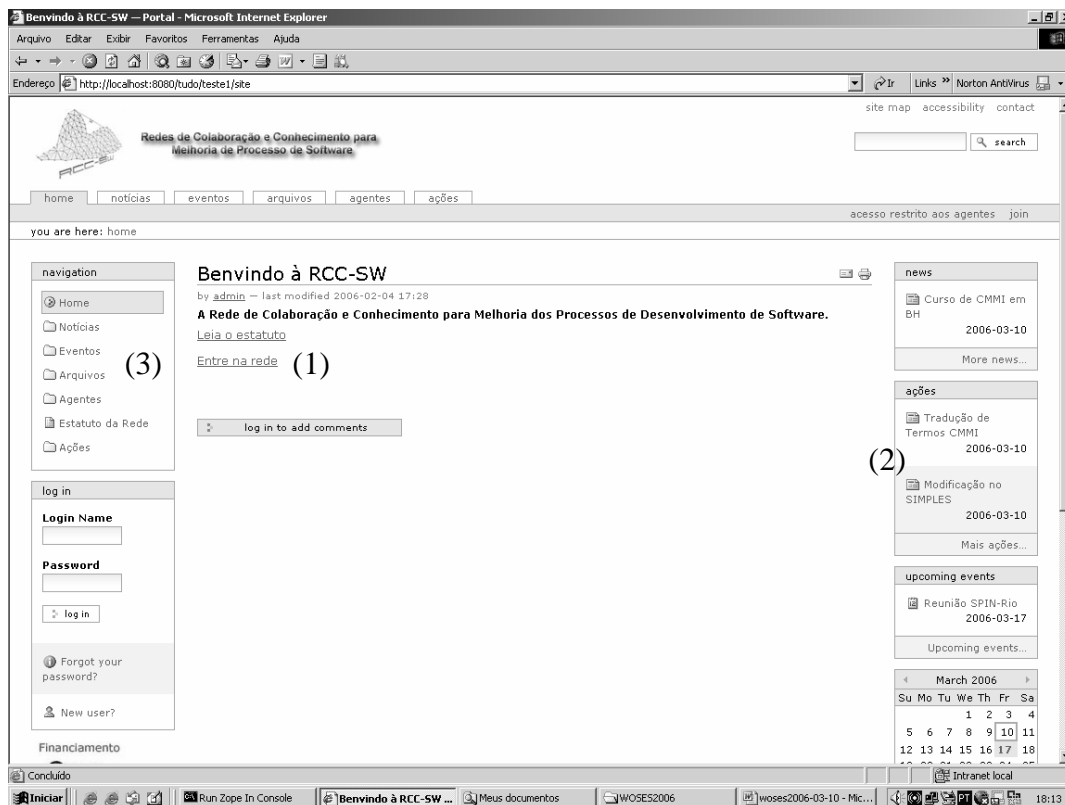 Benvindo à RCC-SW — Portal - Microsoft Internet Explorer
Arquivo Editar Exibir Favoritos Ferramentas Ajuda
Endereço http://localhost:8080/tudo/teste1/site Ir Links » Norton AntiVirus
site map accessibility contact
Redes de Colaboração e Conhecimento para
Melhoria de Processo de Software
search
RCC-SW
home notícias eventos arquivos agentes ações
acesso restrito aos agentes join
you are here: home
navigation
Home
Notícias
Eventos
(3)
Arquivos
Agentes
Estatuto da Rede
Ações
log in
Login Name
Password
log in
Forgot your
password?
New user?
Financiamento
Benvindo à RCC-SW
by admin — last modified 2006-02-04 17:28
A Rede de Colaboração e Conhecimento para Melhoria dos Processos de Desenvolvimento de Software.
Leia o estatuto
Entre na rede (1)
log in to add comments
news
Curso de CMMI em
BH
2006-03-10
More news...
ações
Tradução de
Termos CMMI
2006-03-10
(2)
Modificação no
SIMPLES
2006-03-10
Mais ações...
upcoming events
Reunião SPIN-Rio
2006-03-17
Upcoming events...
March 2006
Su Mo Tu We Th Fr Sa
1 2 3 4
5 6 7 8 9 10 11
12 13 14 15 16 17 18
Concluído Intranet local
Iniciar Run Zope In Console Benvindo à RCC-SW ... Meus documentos WOSES2006 woses2006-03-10 - Mic... PT 18:13